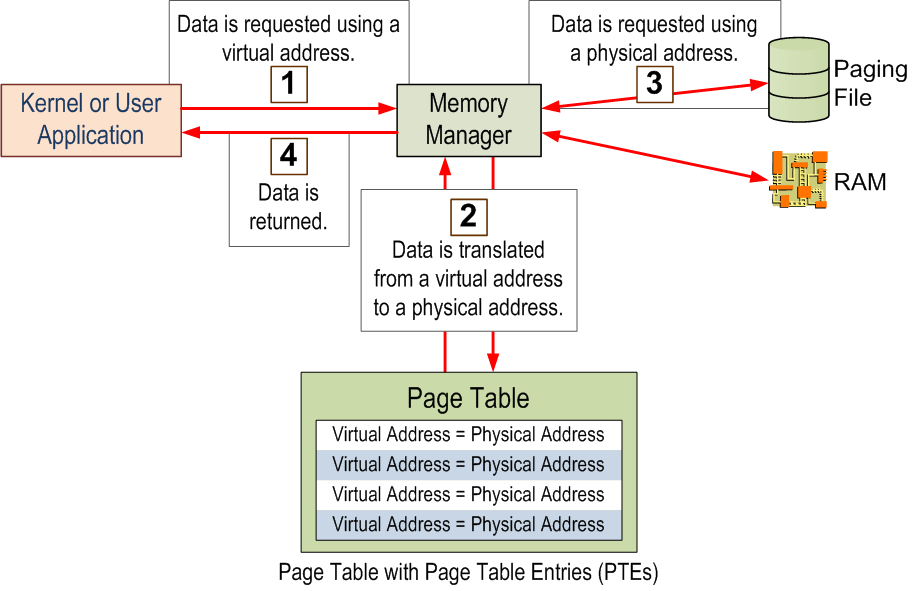 Data is requested using a
virtual address.
1
Data is requested using
a physical address.
3
Kernel or User
Application
Memory
Manager
Paging
File
RAM
4
Data is
returned.
2
Data is translated
from a virtual address
to a physical address.
Page Table
Virtual Address = Physical Address
Virtual Address = Physical Address
Virtual Address = Physical Address
Virtual Address = Physical Address
Page Table with Page Table Entries (PTEs)